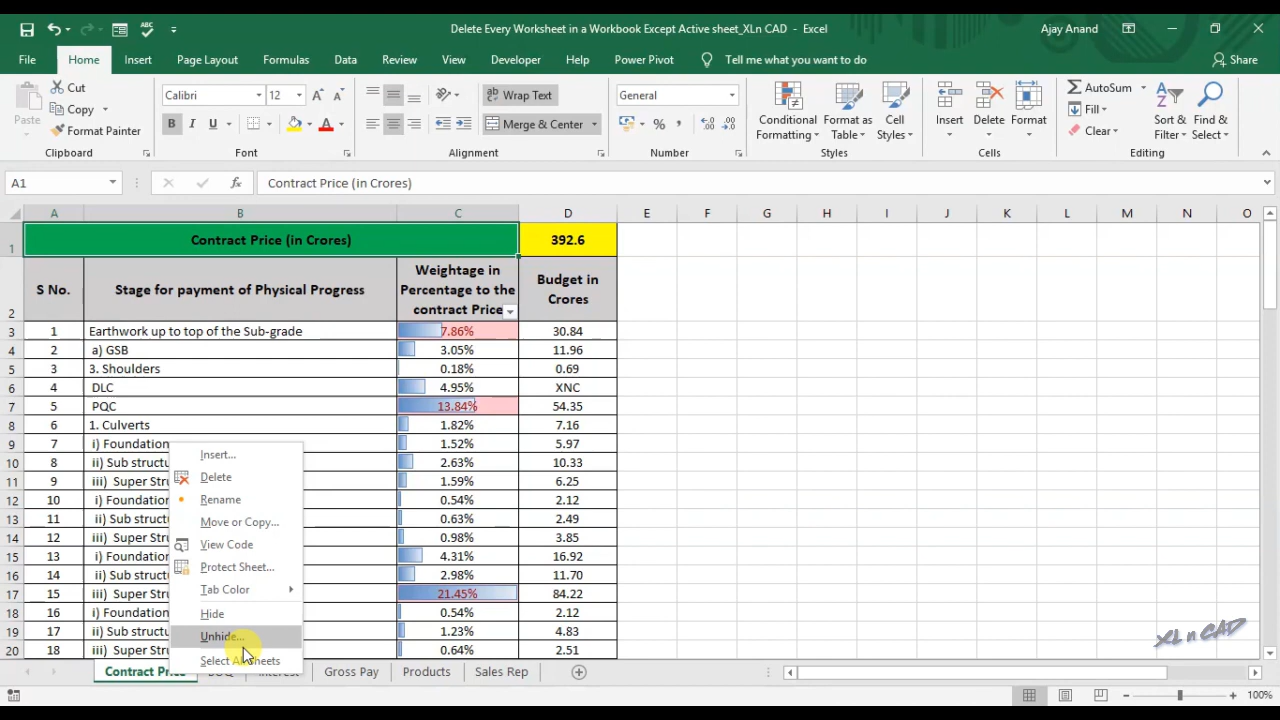 Delete Every Worksheet in a Workbook Except Active sheet_XLn CAD - Excel
Ajay Anand
File Home Insert Page Layout Formulas Data Review View Developer Help Power Pivot Tell me what you want to do Share
Paste
Cut
Copy
Format Painter
Clipboard
Calibri 12
B I U
Font
Wrap Text
Merge & Center
Alignment
General
%
Number
Conditional Formatting
Format as Table
Cell Styles
Styles
Insert
Delete
Format
Cells
AutoSum
Fill
Clear
Sort & Filter
Find & Select
Editing
A1 fx Contract Price (in Crores)
A B C D E F G H I J K L M N O
1 Contract Price (in Crores) 392.6
2 S No. Stage for payment of Physical Progress Weightage in Percentage to the contract Price Budget in Crores
3 1 Earthwork up to top of the Sub-grade 7.86% 30.84
4 2 a) GSB 3.05% 11.96
5 3 3. Shoulders 0.18% 0.69
6 4 DLC 4.95% XNC
7 5 PQC 13.84% 54.35
8 6 1. Culverts 1.82% 7.16
9 7 i) Foundation 1.52% 5.97
10 8 ii) Sub structu 2.63% 10.33
11 9 iii) Super Stru 1.59% 6.25
12 10 i) Foundation 0.54% 2.12
13 11 ii) Sub structu 0.63% 2.49
14 12 iii) Super Stru 0.98% 3.85
15 13 i) Foundation 4.31% 16.92
16 14 ii) Sub structu 2.98% 11.70
17 15 iii) Super Stru 21.45% 84.22
18 16 i) Foundation 0.54% 2.12
19 17 ii) Sub structu 1.23% 4.83
20 18 iii) Super Stru 0.64% 2.51
Insert...
Delete
Rename
Move or Copy...
View Code
Protect Sheet...
Tab Color
Hide
Unhide...
Select All Sheets
XL n CAD
Contract Price BOQ Interest Gross Pay Products Sales Rep
100%